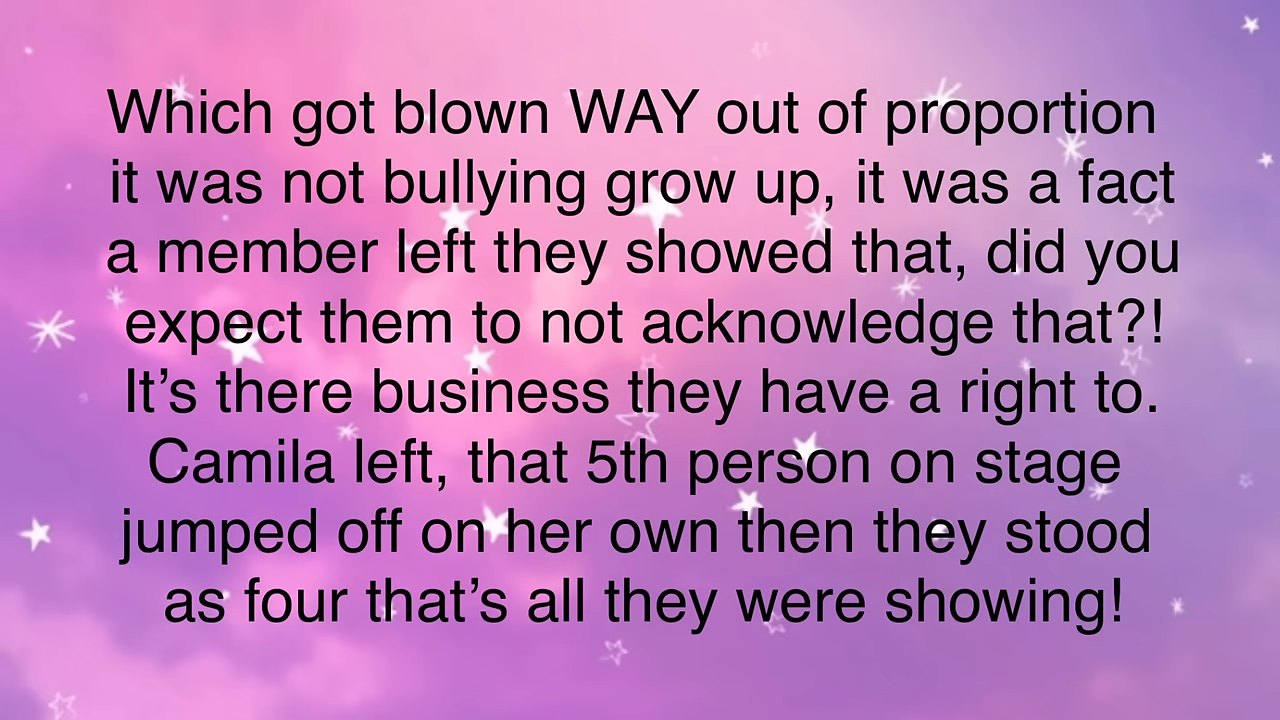 Which got blown WAY out of proportion
it was not bullying grow up, it was a fact
a member left they showed that, did you
expect them to not acknowledge that?!
It’s there business they have a right to.
Camila left, that 5th person on stage
jumped off on her own then they stood
as four that’s all they were showing!